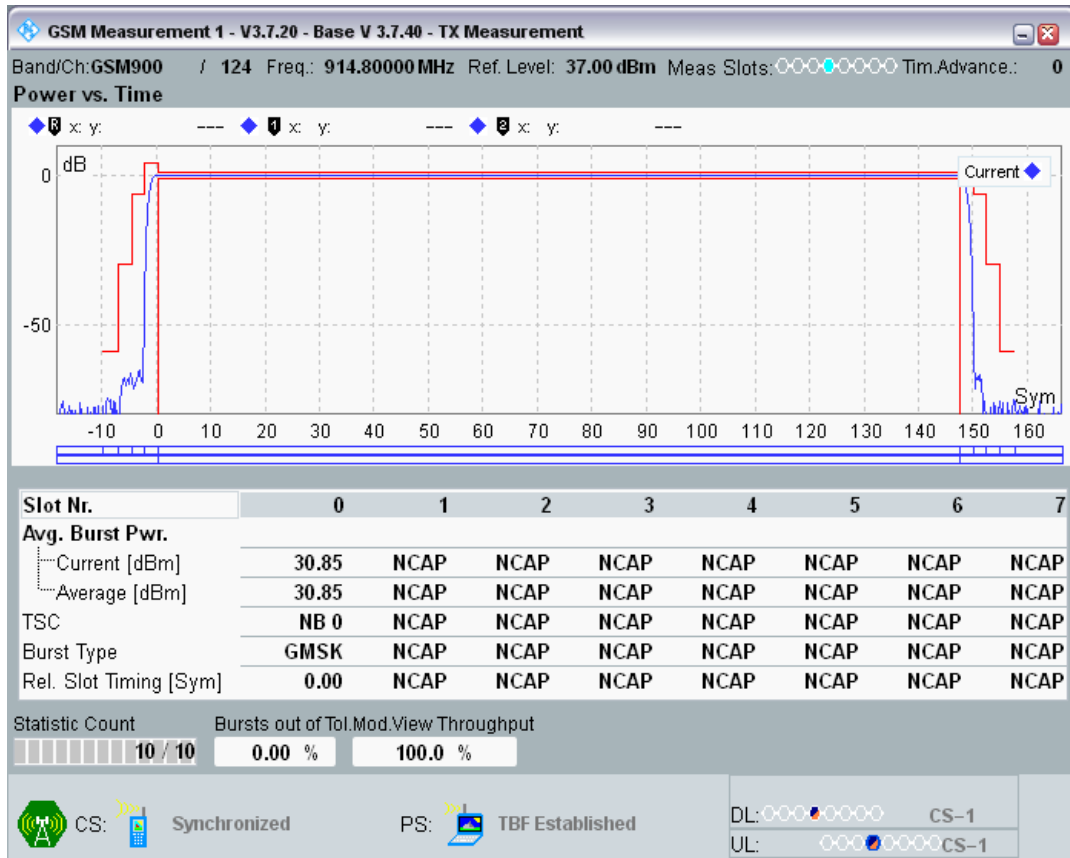 GSM Measurement 1 - V3.7.20 - Base V 3.7.40 - TX Measurement
Band/Ch:GSM900 / 124 Freq.: 914.80000 MHz Ref. Level: 37.00 dBm Meas Slots: Tim.Advance.: 0
Power vs. Time
R x: y: --- 1 x: y: --- 2 x: y: ---
dB
Current
0
-50
Sym
-10 0 10 20 30 40 50 60 70 80 90 100 110 120 130 140 150 160
Slot Nr. 0 1 2 3 4 5 6 7
Avg. Burst Pwr.
Current [dBm] 30.85 NCAP NCAP NCAP NCAP NCAP NCAP NCAP
Average [dBm] 30.85 NCAP NCAP NCAP NCAP NCAP NCAP NCAP
TSC NB 0 NCAP NCAP NCAP NCAP NCAP NCAP NCAP
Burst Type GMSK NCAP NCAP NCAP NCAP NCAP NCAP NCAP
Rel. Slot Timing [Sym] 0.00 NCAP NCAP NCAP NCAP NCAP NCAP NCAP
Statistic Count Bursts out of Tol. Mod.View Throughput
10 / 10 0.00 % 100.0 %
CS: Synchronized PS: TBF Established
DL: CS-1
UL: CS-1